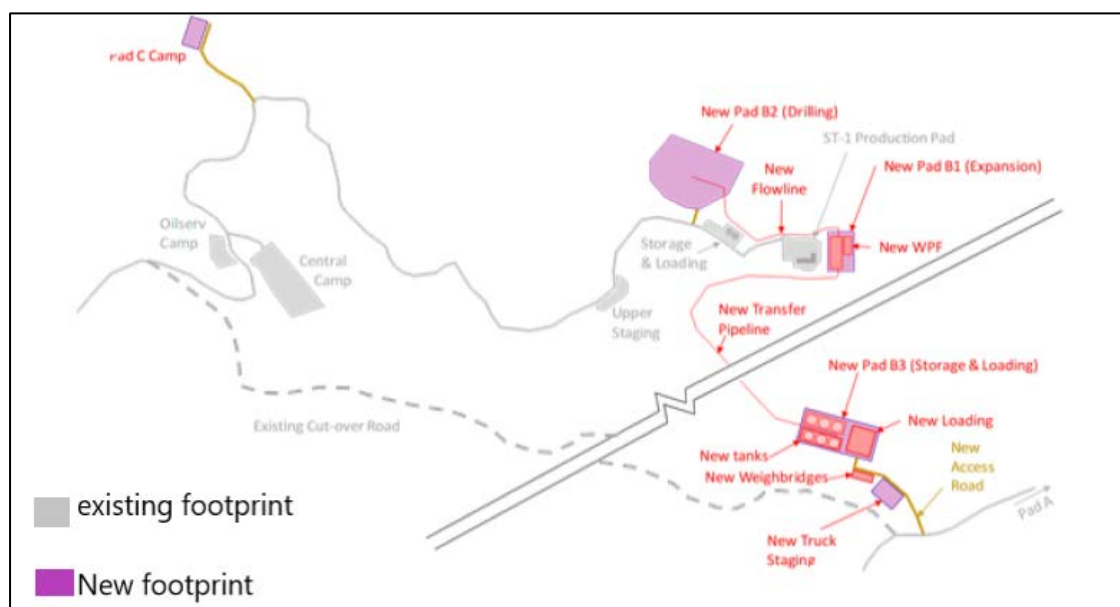 Pad C Camp
New Pad B2 (Drilling)
ST-1 Production Pad
New
Flowline
New Pad B1 (Expansion)
Oilserv
Camp
Central
Camp
Storage
& Loading
New WPF
Upper
Staging
New Transfer
Pipeline
New Pad B3 (Storage & Loading)
Existing Cut-over Road
New Loading
New tanks
New Weighbridges
New
Access
Road
Pad A
New Truck
Staging
existing footprint
New footprint